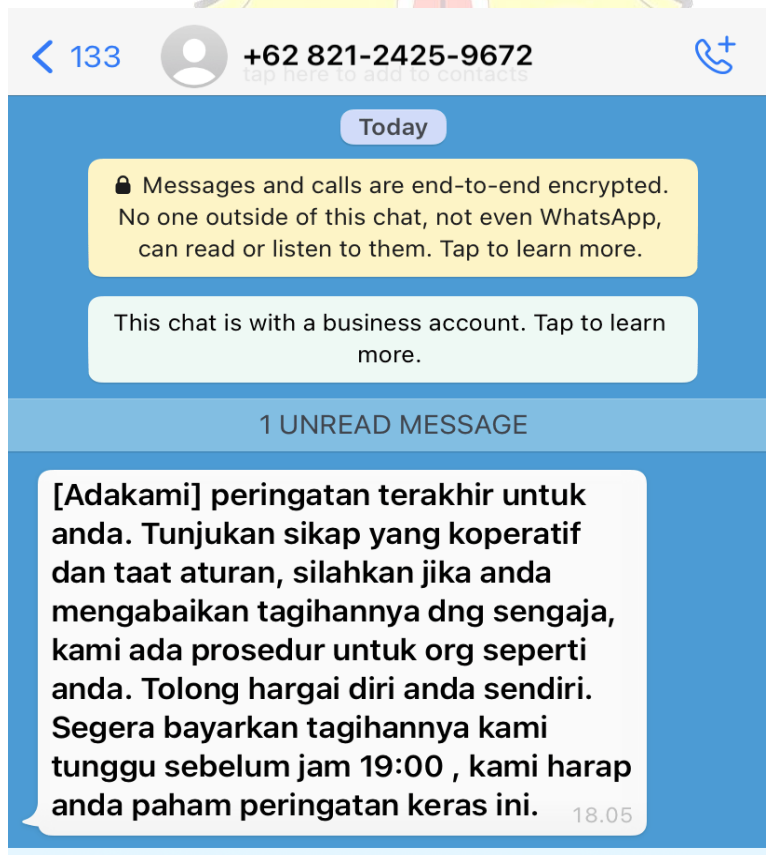 133
+62 821-2425-9672
tap here to add to contacts
Today
Messages and calls are end-to-end encrypted.
No one outside of this chat, not even WhatsApp,
can read or listen to them. Tap to learn more.
This chat is with a business account. Tap to learn
more.
1 UNREAD MESSAGE
[Adakami] peringatan terakhir untuk
anda. Tunjukan sikap yang koperatif
dan taat aturan, silahkan jika anda
mengabaikan tagihannya dng sengaja,
kami ada prosedur untuk org seperti
anda. Tolong hargai diri anda sendiri.
Segera bayarkan tagihannya kami
tunggu sebelum jam 19:00 , kami harap
anda paham peringatan keras ini.
18.05